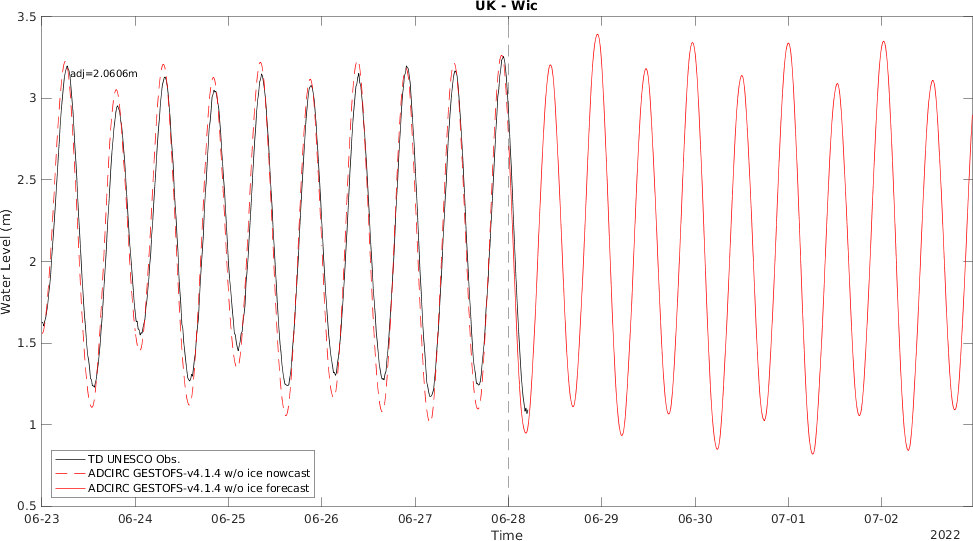 UK - Wic
3.5
adj=2.0606m
3
2.5
2
1.5
1
0.5
Water Level (m)
TD UNESCO Obs.
ADCIRC GESTOFS-v4.1.4 w/o ice nowcast
ADCIRC GESTOFS-v4.1.4 w/o ice forecast
06-23 06-24 06-25 06-26 06-27 06-28 06-29 06-30 07-01 07-02
Time
2022